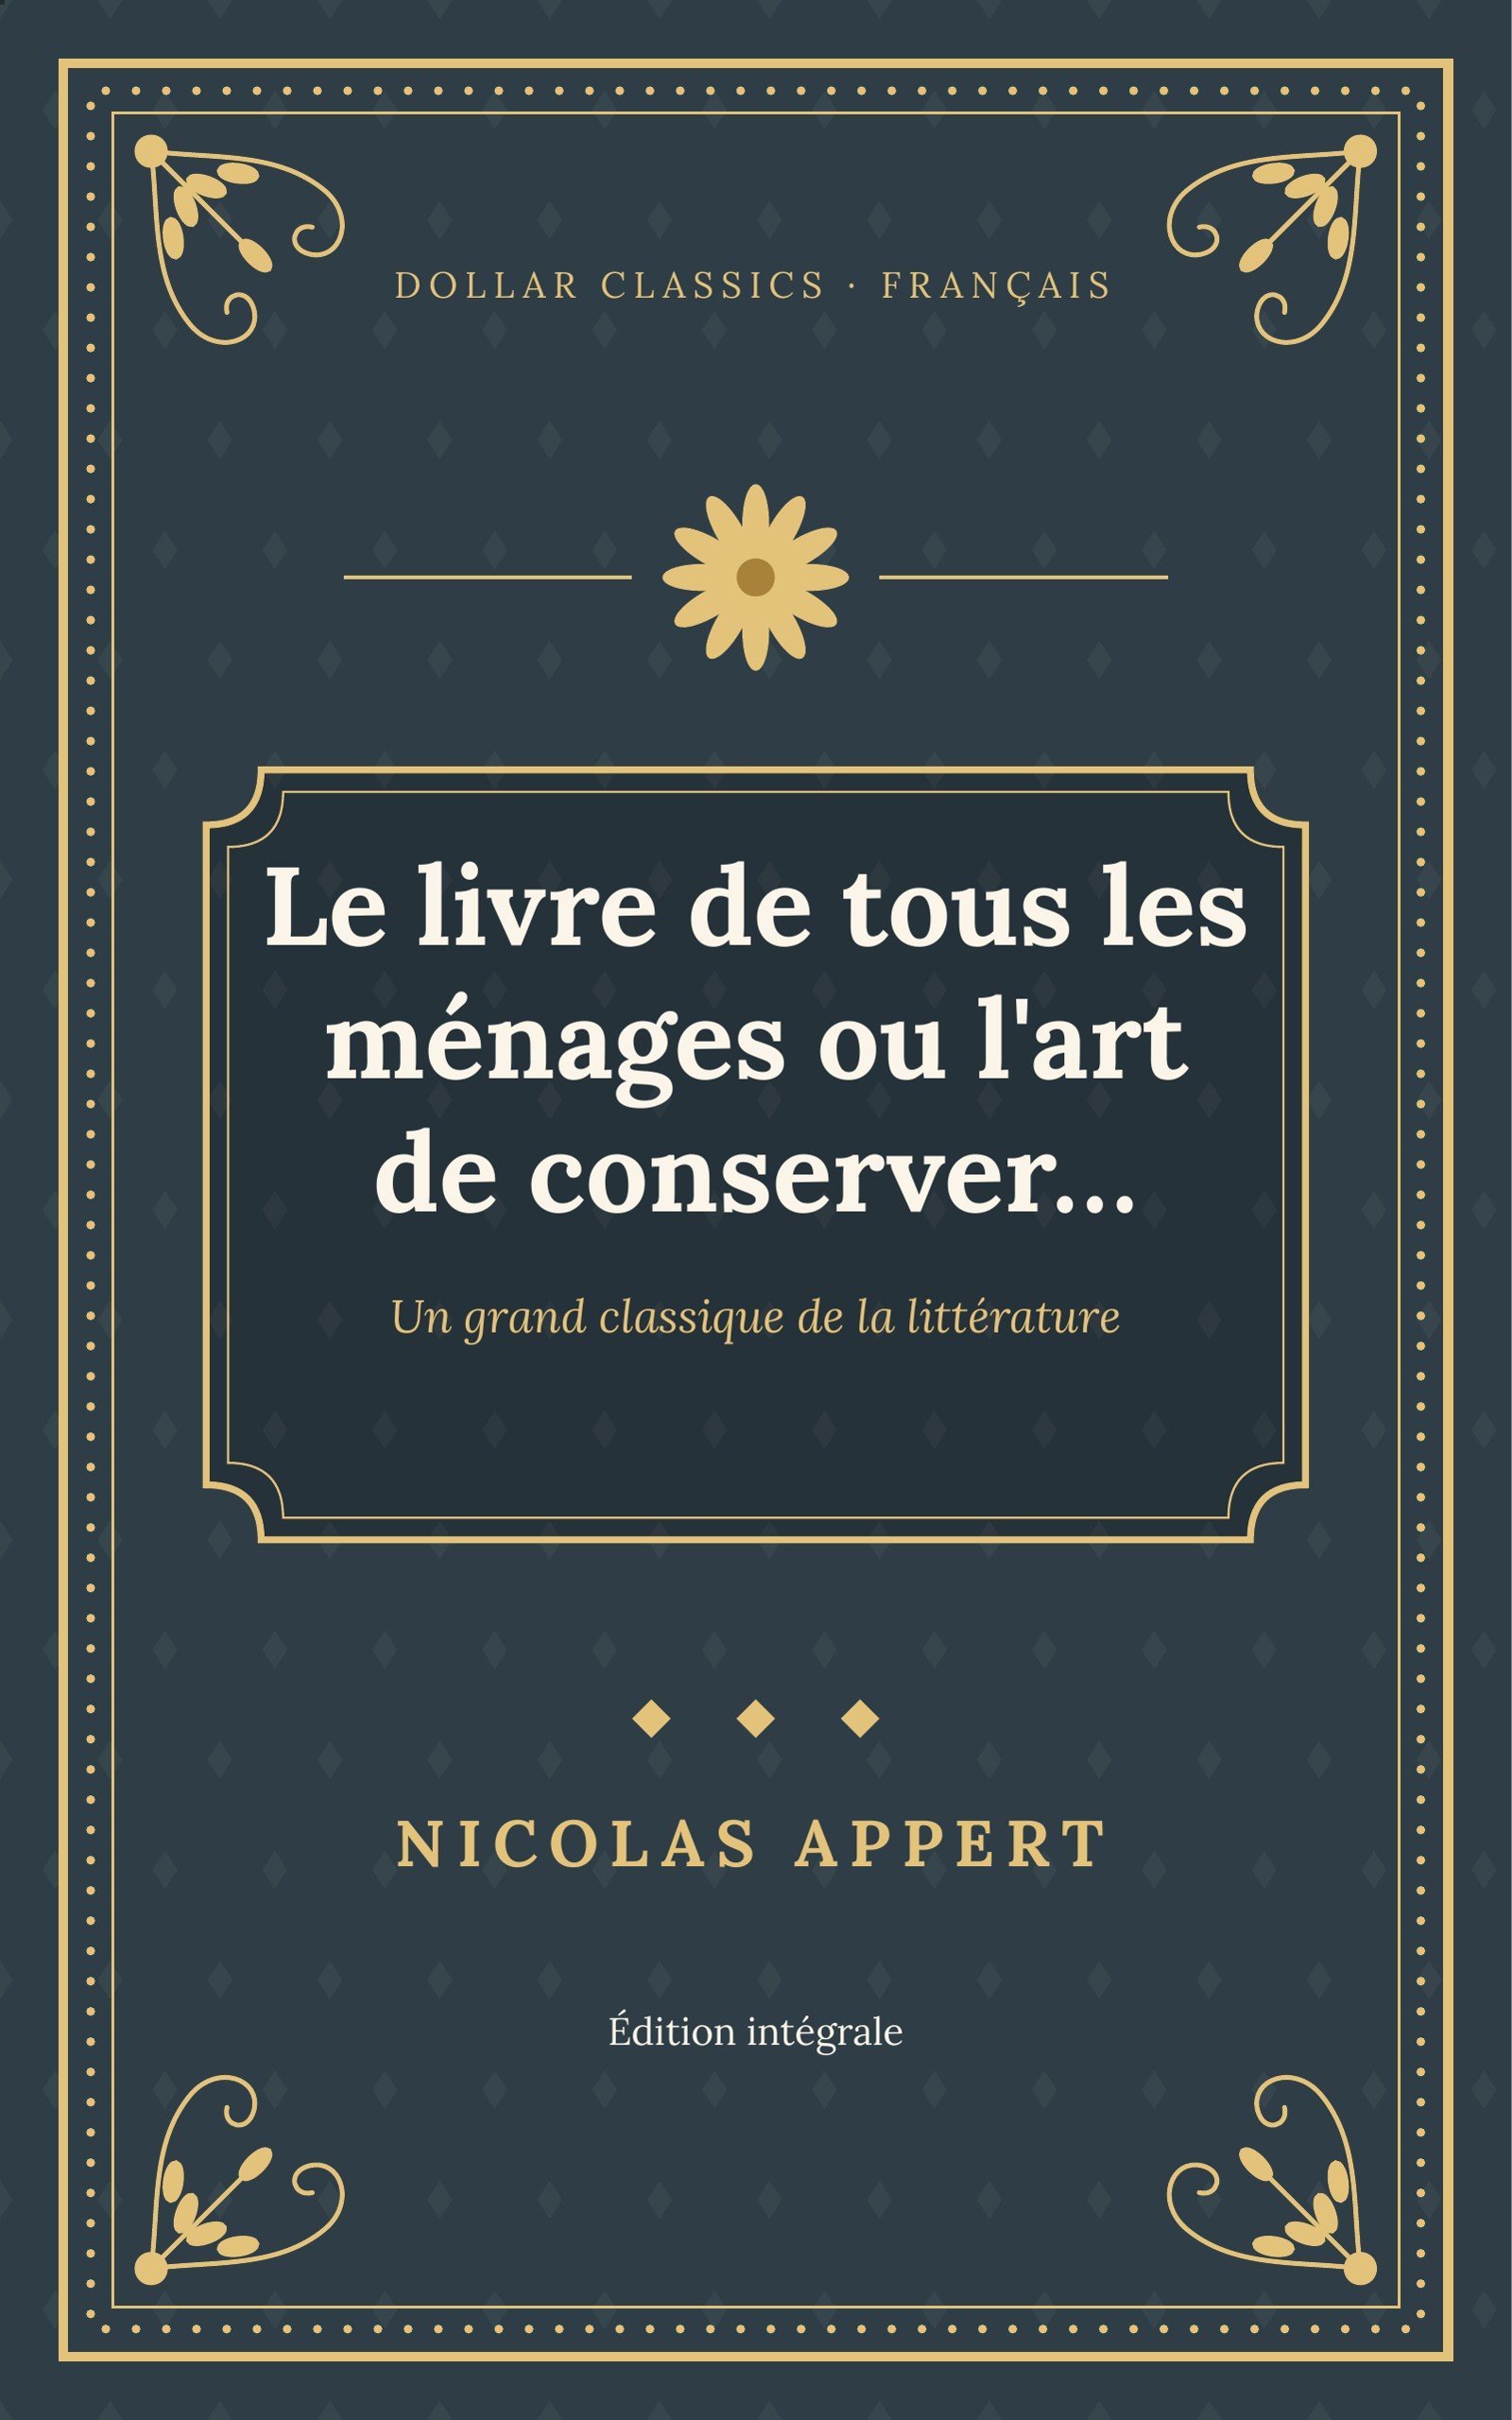 DOLLAR CLASSICS · FRANÇAIS
Le livre de tous les
ménages ou l'art
de conserver...
Un grand classique de la littérature
NICOLAS APPERT
Édition intégrale